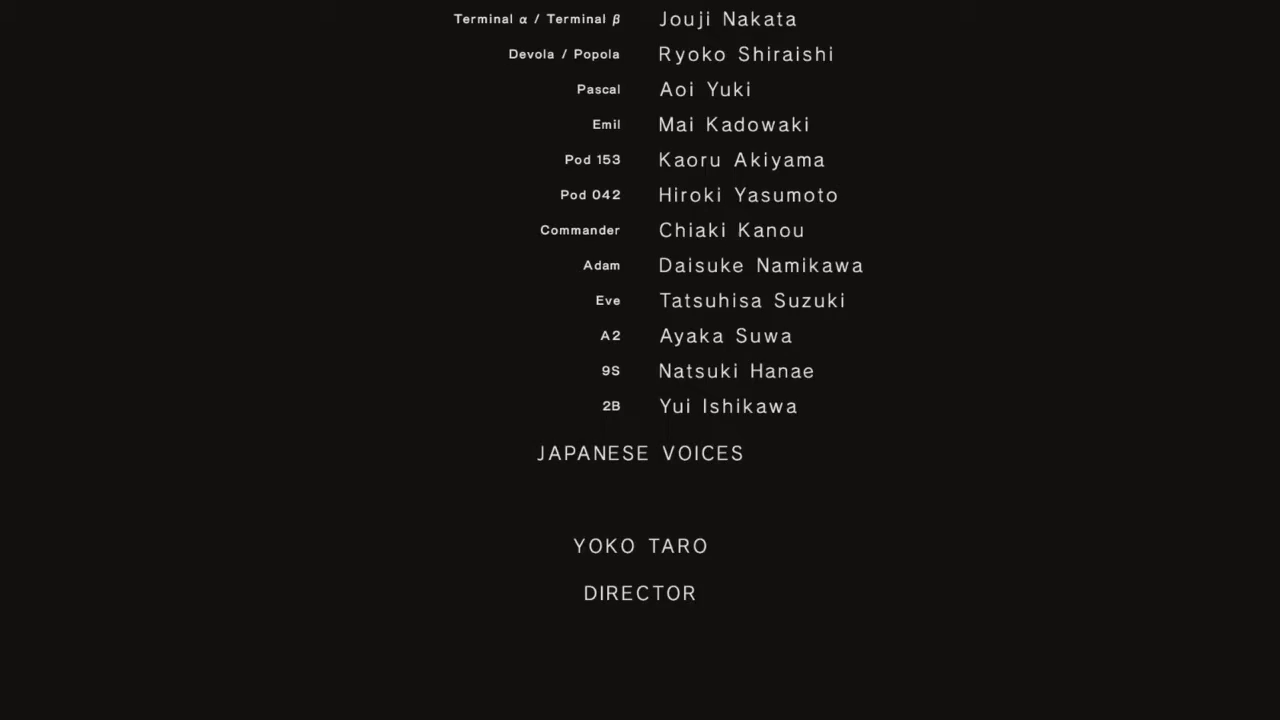 Terminal α / Terminal β Jouji Nakata
Devola / Popola Ryoko Shiraishi
Pascal Aoi Yuki
Emil Mai Kadowaki
Pod 153 Kaoru Akiyama
Pod 042 Hiroki Yasumoto
Commander Chiaki Kanou
Adam Daisuke Namikawa
Eve Tatsuhisa Suzuki
A2 Ayaka Suwa
9S Natsuki Hanae
2B Yui Ishikawa
JAPANESE VOICES
YOKO TARO
DIRECTOR